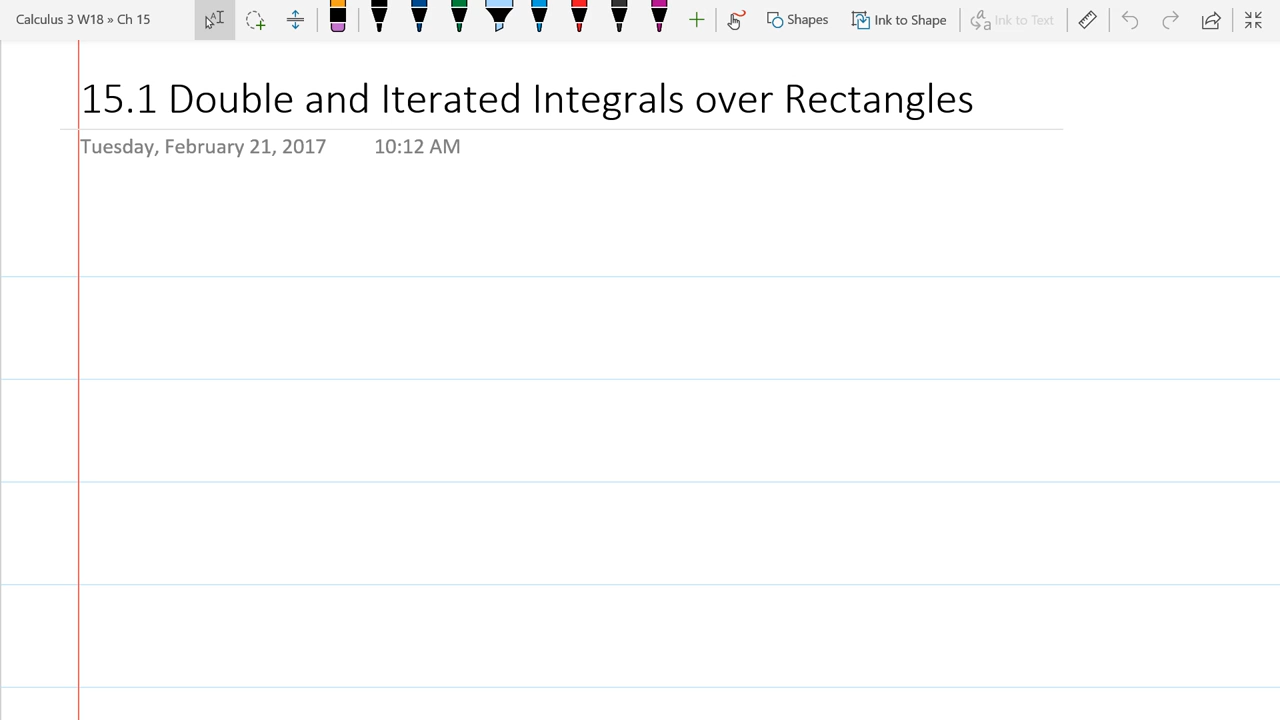 Calculus 3 W18 » Ch 15
Shapes
Ink to Shape
Ink to Text
15.1 Double and Iterated Integrals over Rectangles
Tuesday, February 21, 2017 10:12 AM